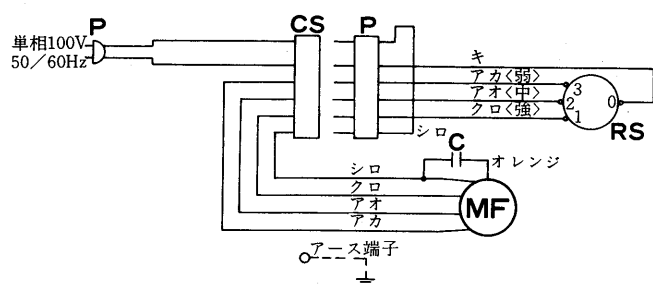 P
単相100V
50/60Hz
CS
P
キ
アカ〈弱〉
アオ〈中〉
クロ〈強〉
シロ
3
2
1
0
RS
C
オレンジ
シロ
クロ
アオ
アカ
MF
アース端子